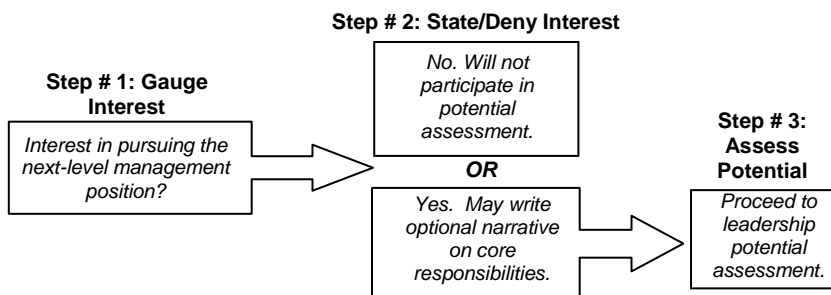 Step # 2: State/Deny Interest
No. Will not
participate in
potential
assessment.
Step # 1: Gauge
Interest
Interest in pursuing the
next-level management
position?
OR
Yes.  May write
optional narrative
on core
responsibilities.
Step # 3:
Assess
Potential
Proceed to
leadership
potential
assessment.